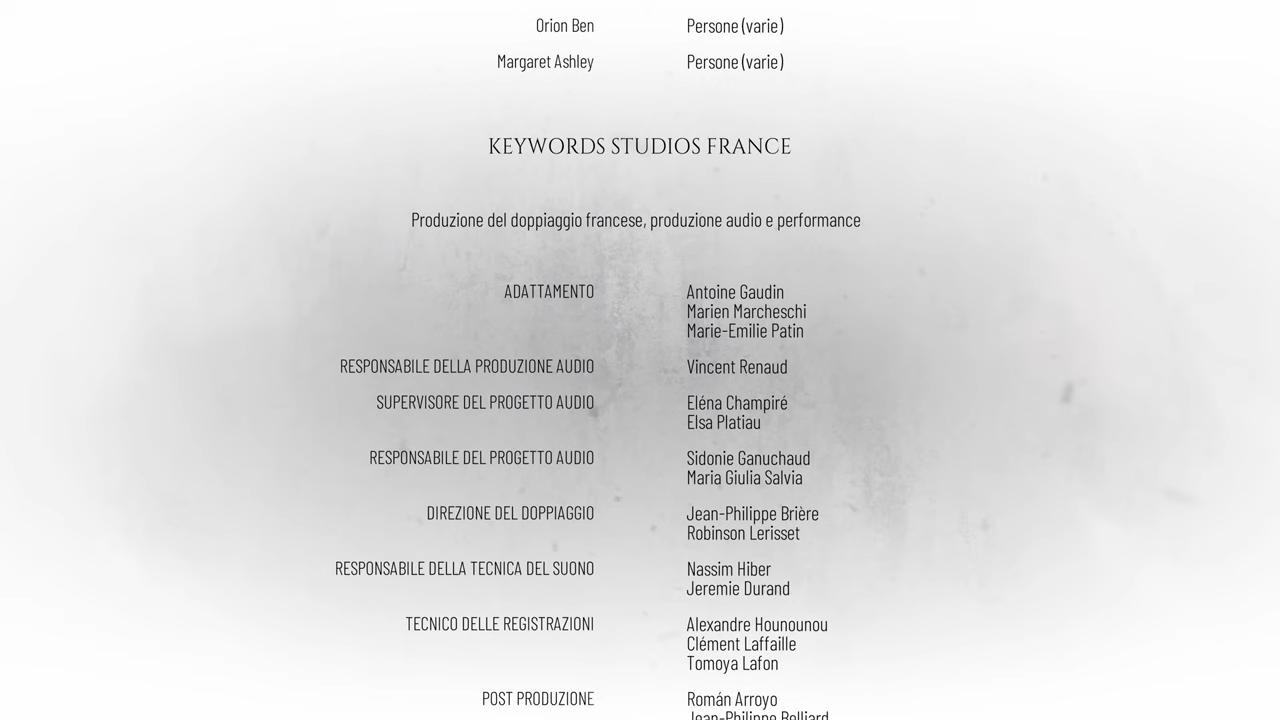 Orion Ben Persone (varie)
Margaret Ashley Persone (varie)
KEYWORDS STUDIOS FRANCE
Produzione del doppiaggio francese, produzione audio e performance
ADATTAMENTO Antoine Gaudin
Marien Marcheschi
Marie-Emilie Patin
RESPONSABILE DELLA PRODUZIONE AUDIO Vincent Renaud
SUPERVISORE DEL PROGETTO AUDIO Eléna Champiré
Elsa Platiau
RESPONSABILE DEL PROGETTO AUDIO Sidonie Ganuchaud
Maria Giulia Salvia
DIREZIONE DEL DOPPIAGGIO Jean-Philippe Brière
Robinson Lerisset
RESPONSABILE DELLA TECNICA DEL SUONO Nassim Hiber
Jeremie Durand
TECNICO DELLE REGISTRAZIONI Alexandre Hounounou
Clément Laffaille
Tomoya Lafon
POST PRODUZIONE Román Arroyo
Jean-Philippe Belliard